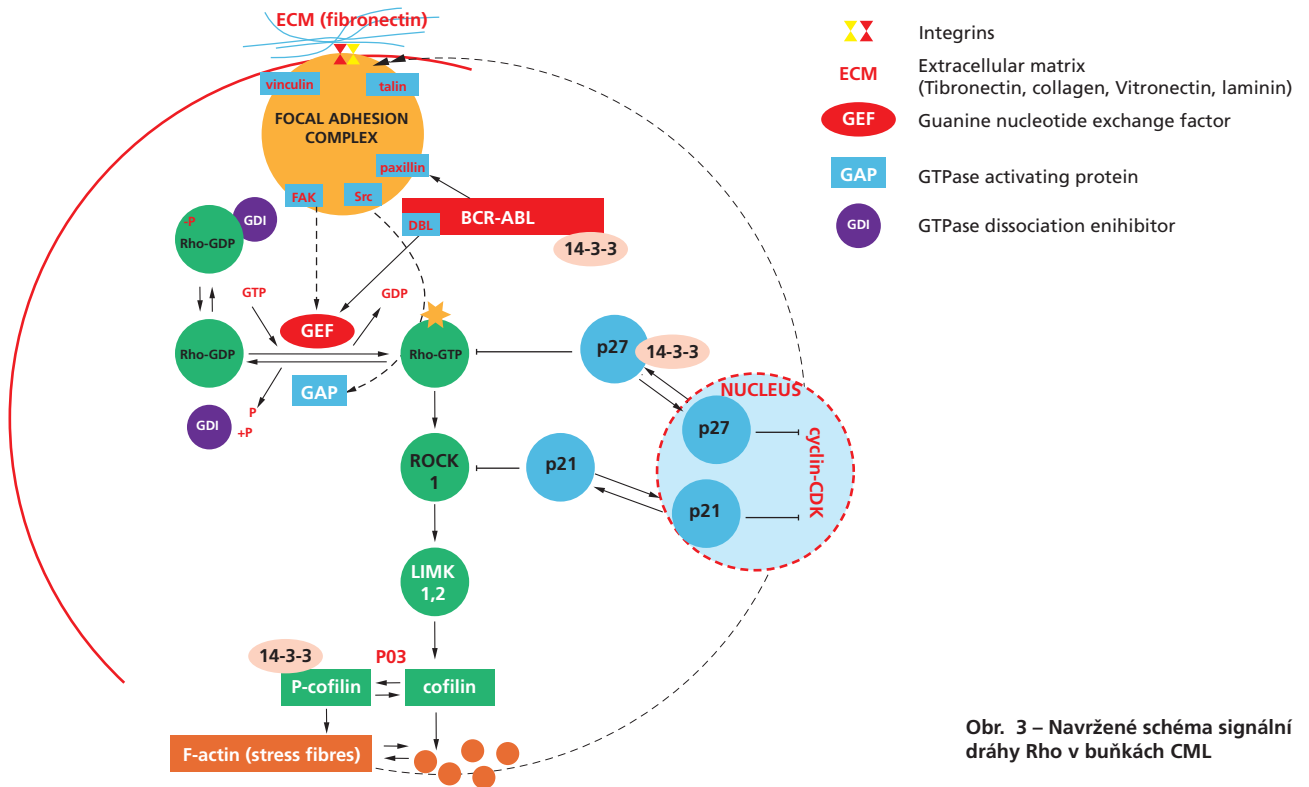 ECM (fibronectin)
vinculin
talin
FOCAL ADHESION
COMPLEX
paxillin
FAK
Src
BCR-ABL
DBL
14-3-3
-P
Rho-GDP
GDI
GTP
GDP
GEF
Rho-GDP
Rho-GTP
GAP
GDI
P
+P
p27
14-3-3
NUCLEUS
p27
cyclin-CDK
ROCK
1
p21
p21
LIMK
1,2
14-3-3
P03
P-cofilin
cofilin
F-actin (stress fibres)
Integrins
ECM
Extracellular matrix
(Tibronectin, collagen, Vitronectin, laminin)
GEF
Guanine nucleotide exchange factor
GAP
GTPase activating protein
GDI
GTPase dissociation enihibitor
Obr. 3 – Navržené schéma signální
dráhy Rho v buňkách CML